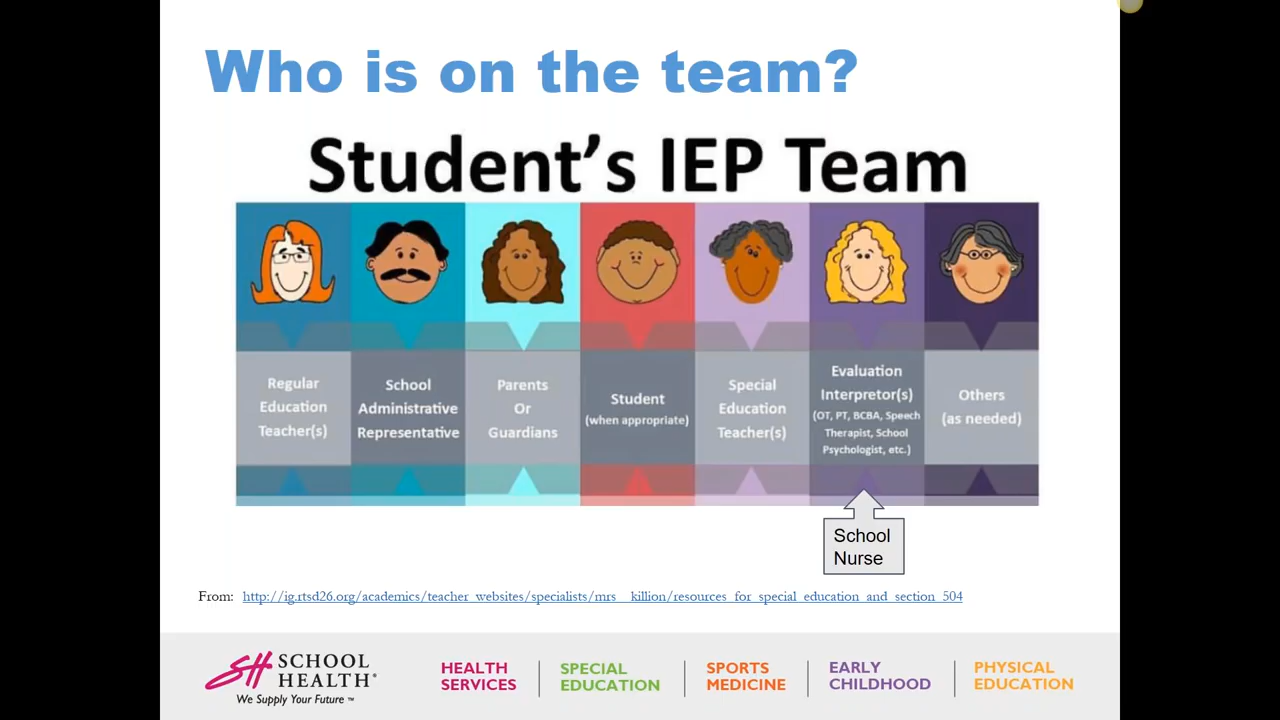 Who is on the team?
Student's IEP Team
Regular
Education
Teacher(s)
School
Administrative
Representative
Parents
Or
Guardians
Student
(when appropriate)
Special
Education
Teacher(s)
Evaluation
Interpretor(s)
(OT, PT, BCBA, Speech
Therapist, School
Psychologist, etc.)
Others
(as needed)
School
Nurse
From: http://ig.rtsd26.org/academics/teacher_websites/specialists/mrs__killion/resources_for_special_education_and_section_504
SH SCHOOL
HEALTH®
We Supply Your Future ™
HEALTH
SERVICES
SPECIAL
EDUCATION
SPORTS
MEDICINE
EARLY
CHILDHOOD
PHYSICAL
EDUCATION